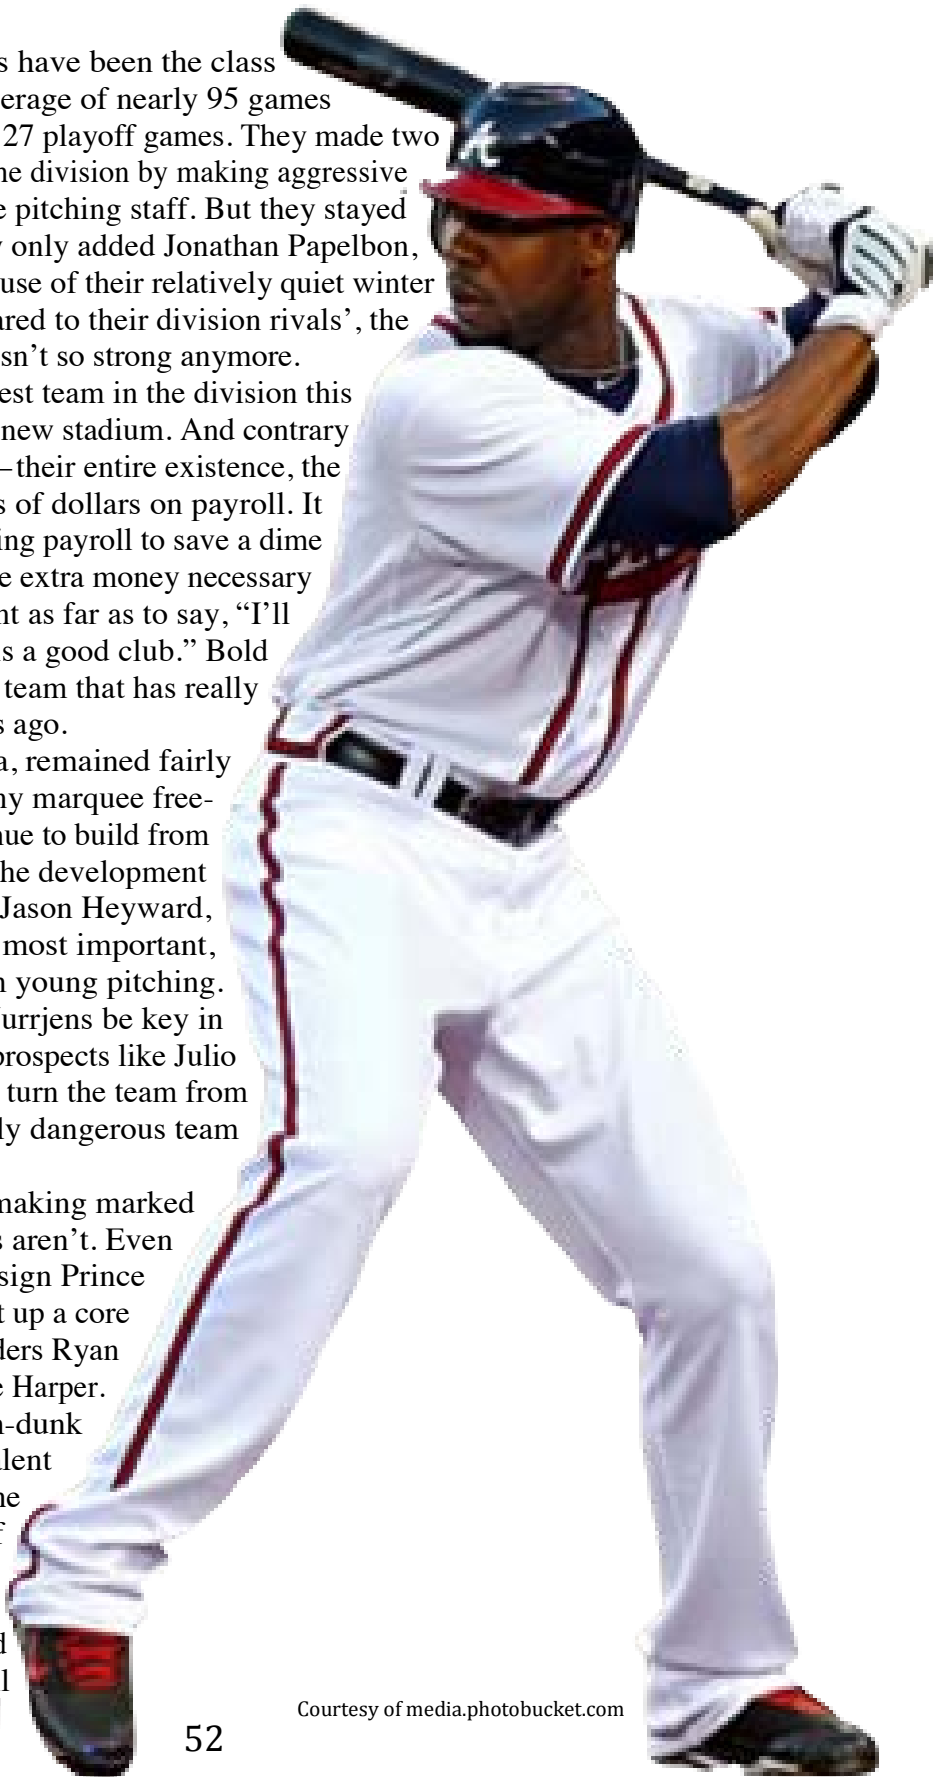 s have been the class
erage of nearly 95 games
27 playoff games. They made two
he division by making aggressive
e pitching staff. But they stayed
y only added Jonathan Papelbon,
use of their relatively quiet winter
ared to their division rivals’, the
sn’t so strong anymore.
est team in the division this
new stadium. And contrary
–their entire existence, the
s of dollars on payroll. It
ing payroll to save a dime
e extra money necessary
nt as far as to say, “I’ll
is a good club.” Bold
team that has really
s ago.
a, remained fairly
ny marquee free-
nue to build from
he development
Jason Heyward,
most important,
n young pitching.
Jurrjens be key in
prospects like Julio
turn the team from
ly dangerous team
making marked
s aren’t. Even
sign Prince
t up a core
ders Ryan
e Harper.
n-dunk
alent
he
f
d
l
Courtesy of media.photobucket.com
52
A